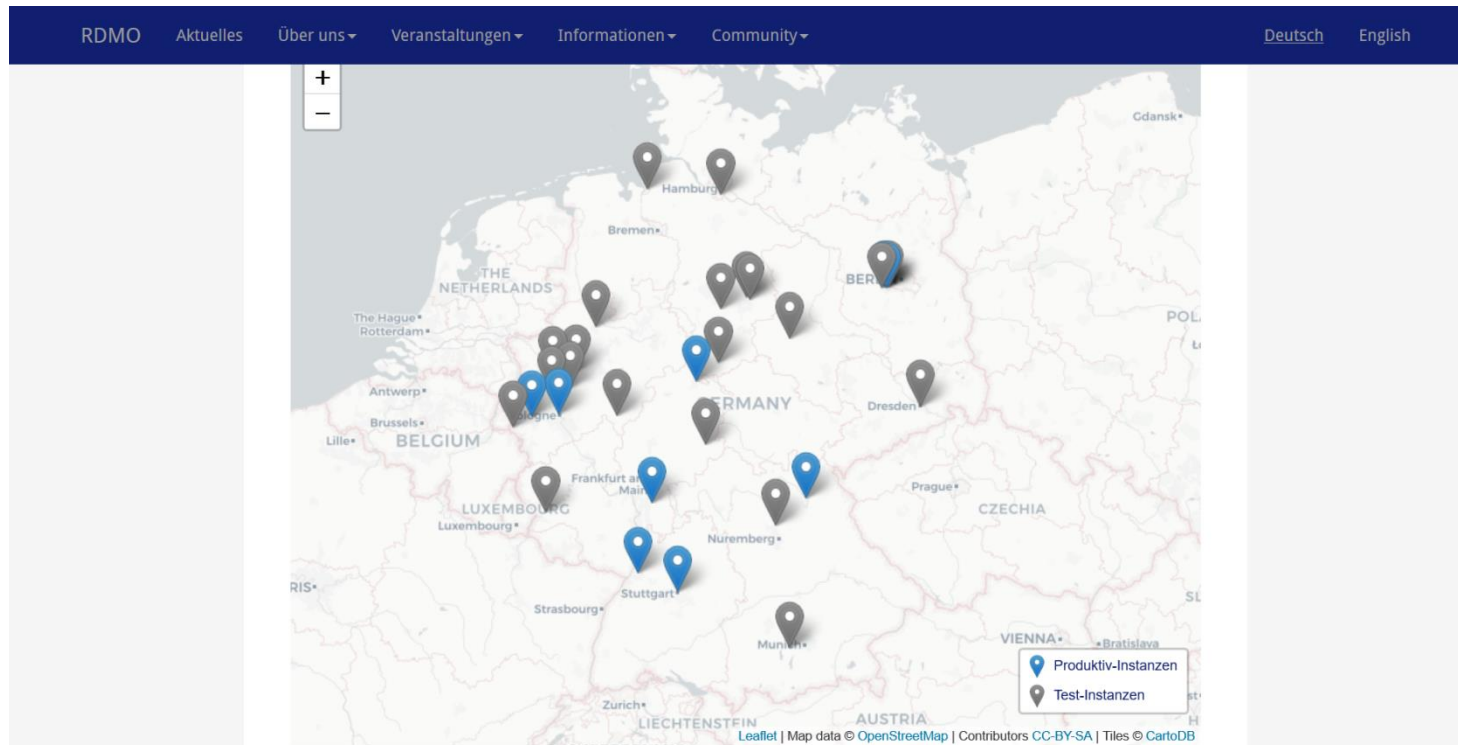 RDMO Aktuelles Über uns Veranstaltungen Informationen Community Deutsch English
+
−
Gdansk
Hamburg
Bremen
THE
NETHERLANDS
The Hague
Rotterdam
Antwerp
Dresden
GERMANY
Brussels
Lille
BELGIUM
Frankfurt am
Main
Prague
CZECHIA
LUXEMBOURG
Luxembourg
Nuremberg
Stuttgart
Strasbourg
Munich
VIENNA
Bratislava
Produktiv-Instanzen
Test-Instanzen
Zurich
LIECHTENSTEIN
AUSTRIA
Leaflet | Map data © OpenStreetMap | Contributors CC-BY-SA | Tiles © CartoDB